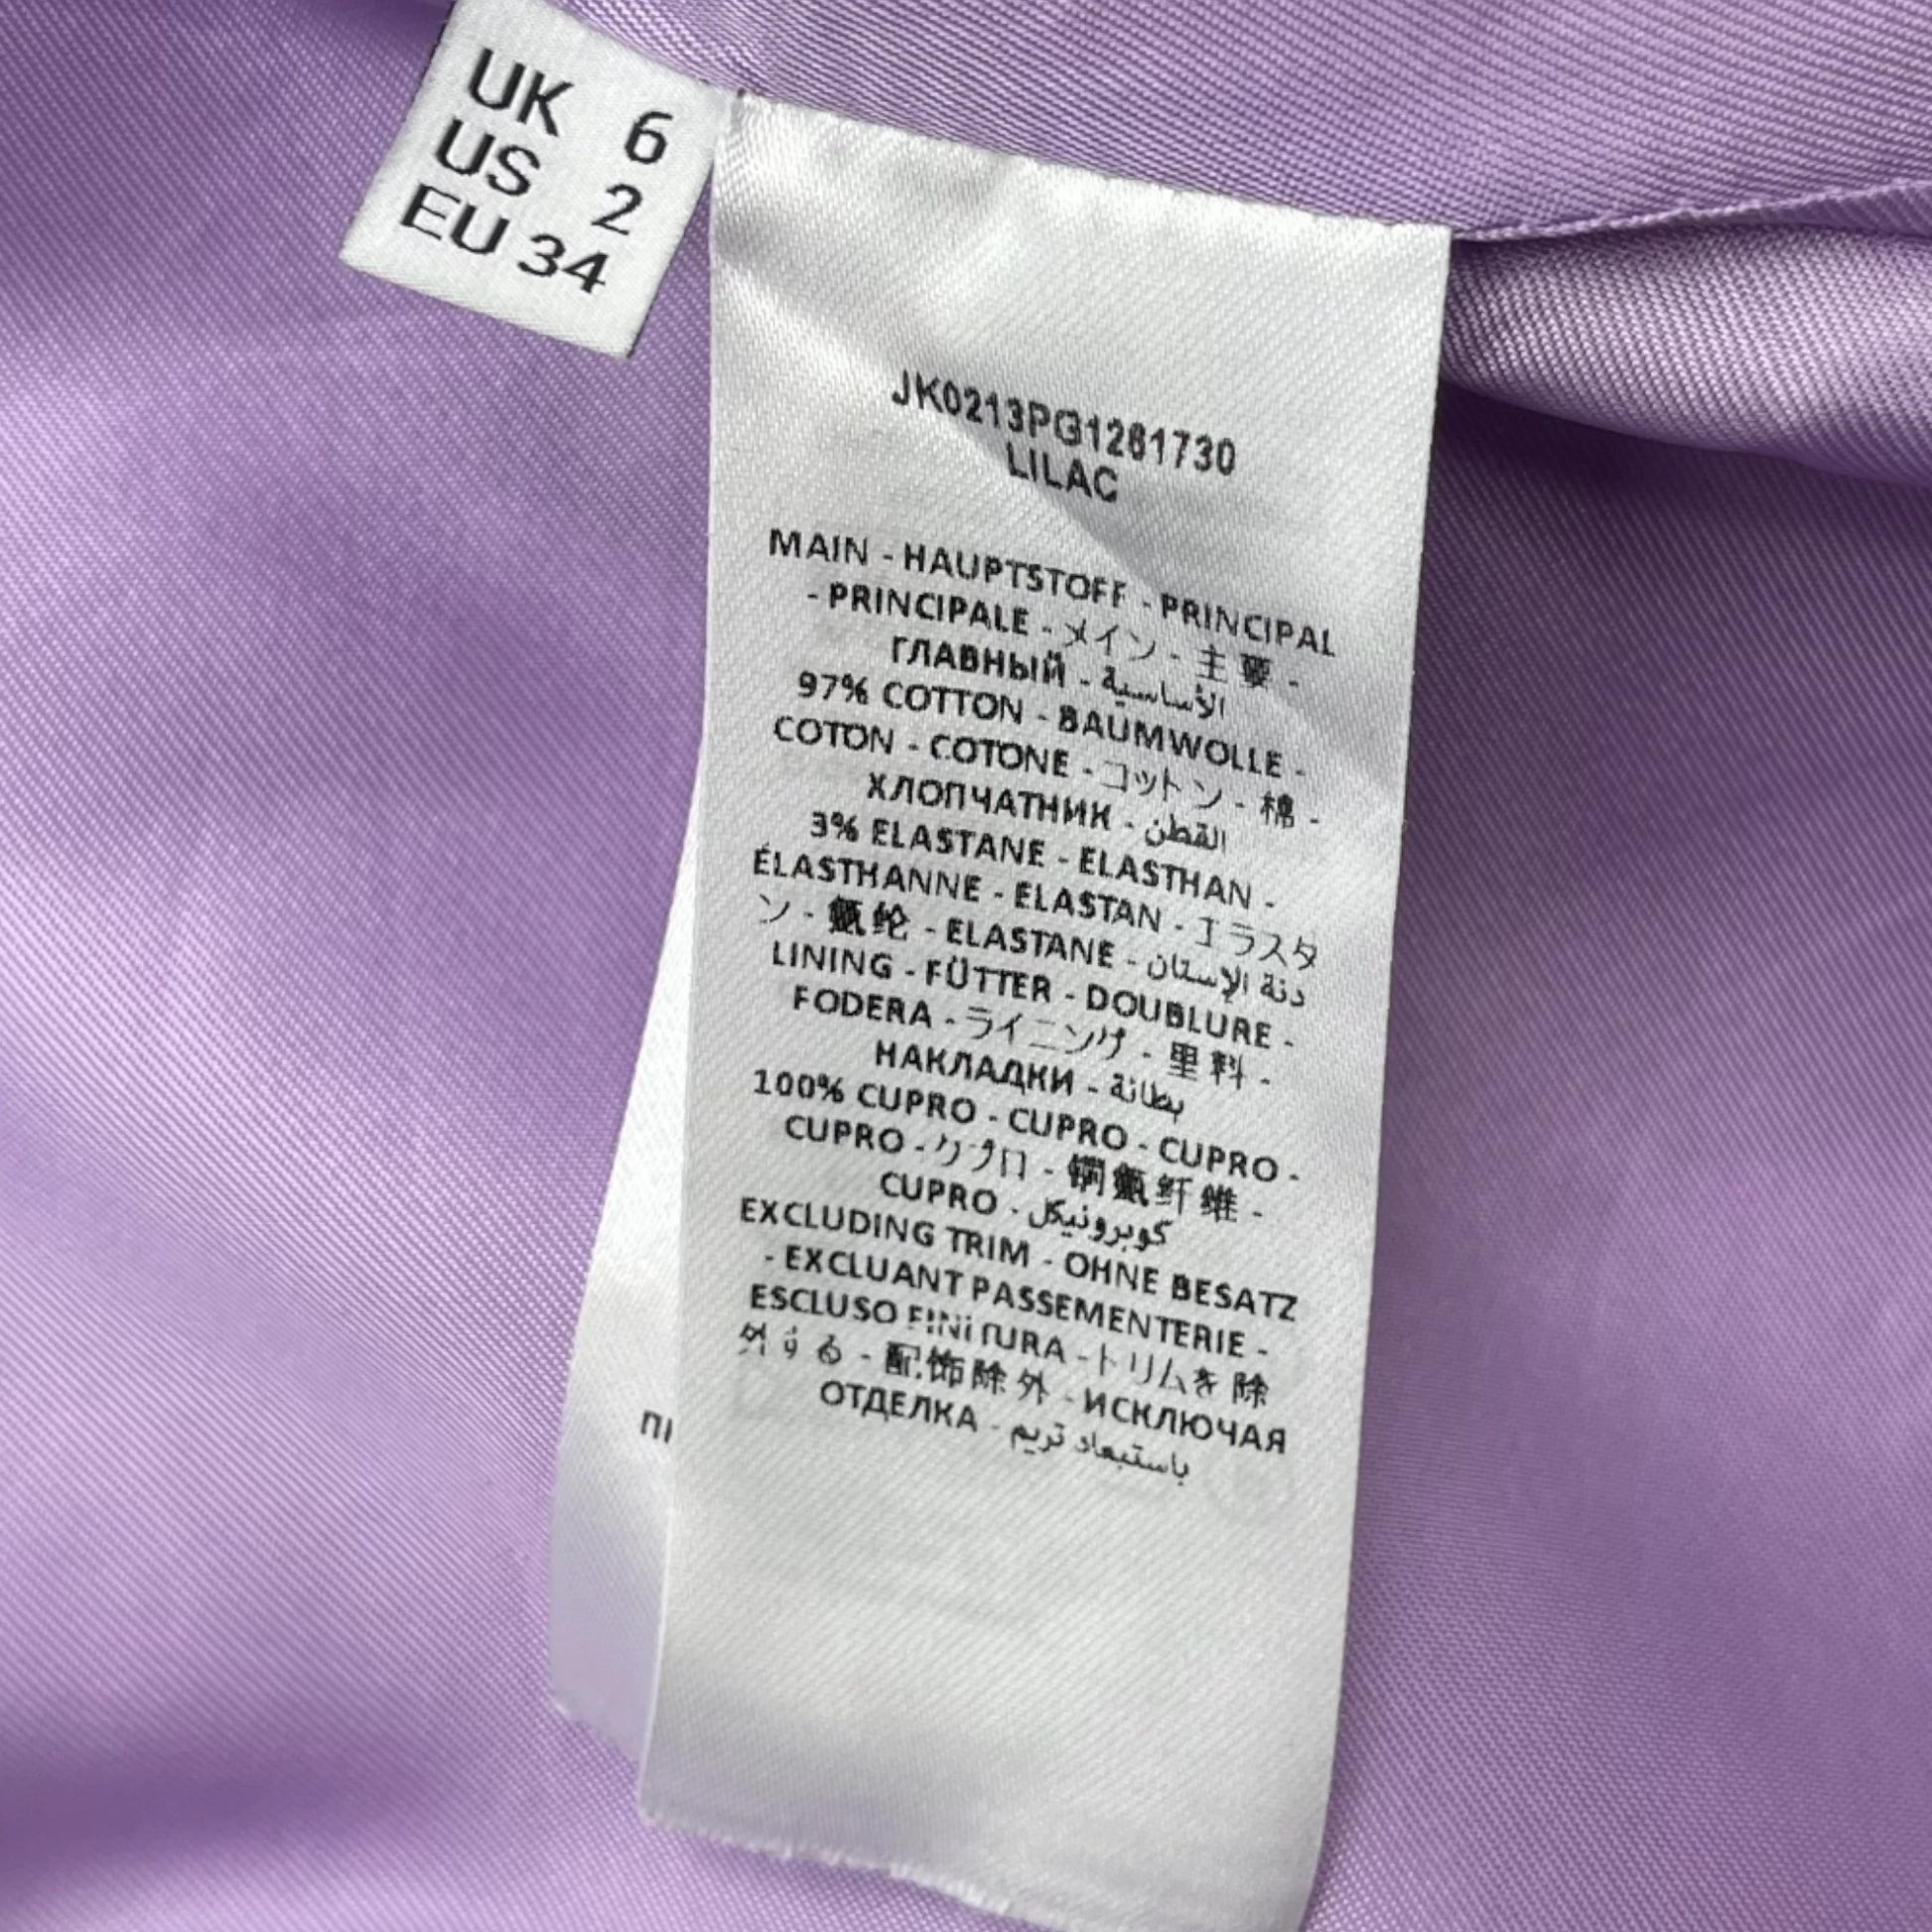 UK 6
US 2
EU 34
JK0213PG1261730
LILAC
MAIN - HAUPTSTOFF - PRINCIPAL
- PRINCIPALE - メイン - 主要 -
ГЛАВНЫЙ - الأساسية
97% COTTON - BAUMWOLLE -
COTON - COTONE - コットン - 棉 -
ХЛОПЧАТНИК - القطن
3% ELASTANE - ELASTHAN -
ÉLASTHANNE - ELASTAN - エラスタ
ン - 氨纶 - ELASTANE - دنة الإستان
LINING - FÜTTER - DOUBLURE -
FODERA - ライニング - 里料 -
НАКЛАДКИ - بطانة
100% CUPRO - CUPRO - CUPRO -
CUPRO - クプロ - 铜氨纤维 -
CUPRO - كوبرونيكل
EXCLUDING TRIM - OHNE BESATZ
- EXCLUANT PASSEMENTERIE -
ESCLUSO FINITURA - トリムを除
外する - 配饰除外 - ИСКЛЮЧАЯ
ОТДЕЛКА - باستبعاد تريم